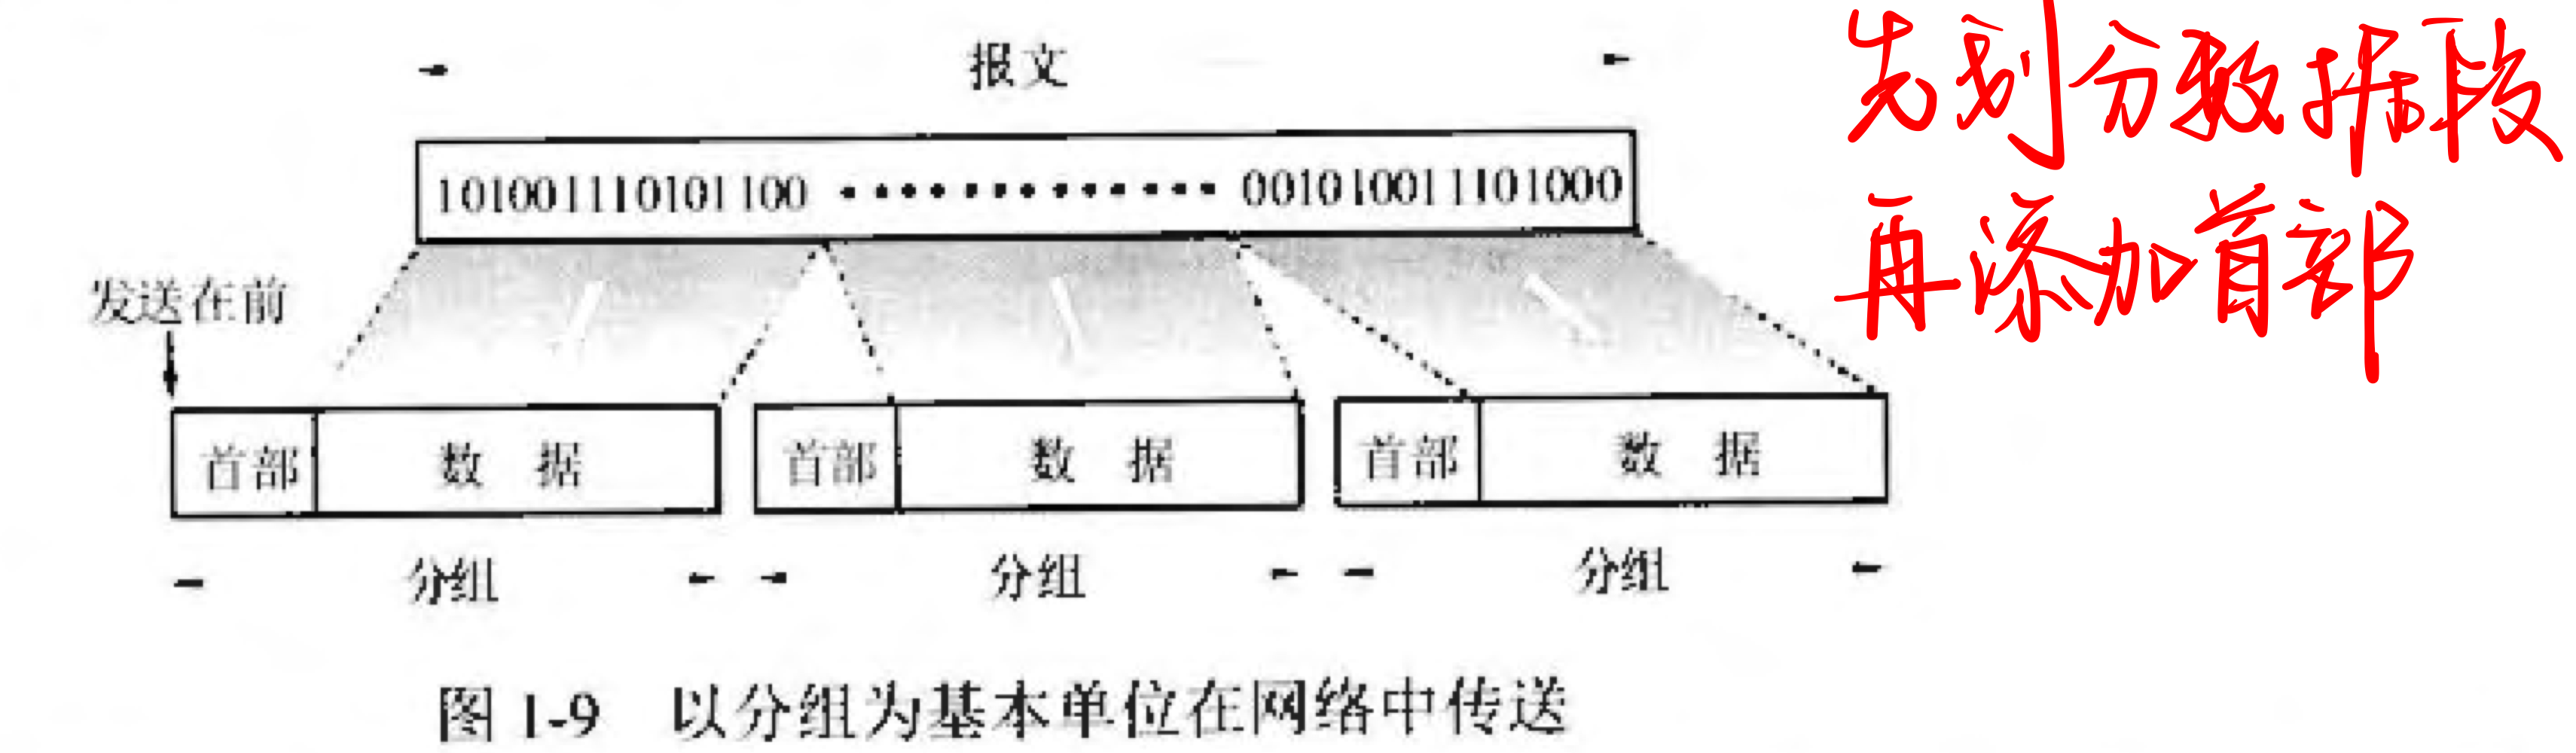 报文
先划分数据段
再添加首部
101001110101100 ············· 001010011101000
发送在前
首部 数 据 首部 数 据 首部 数 据
分组 分组 分组
图 1-9 以分组为基本单位在网络中传送